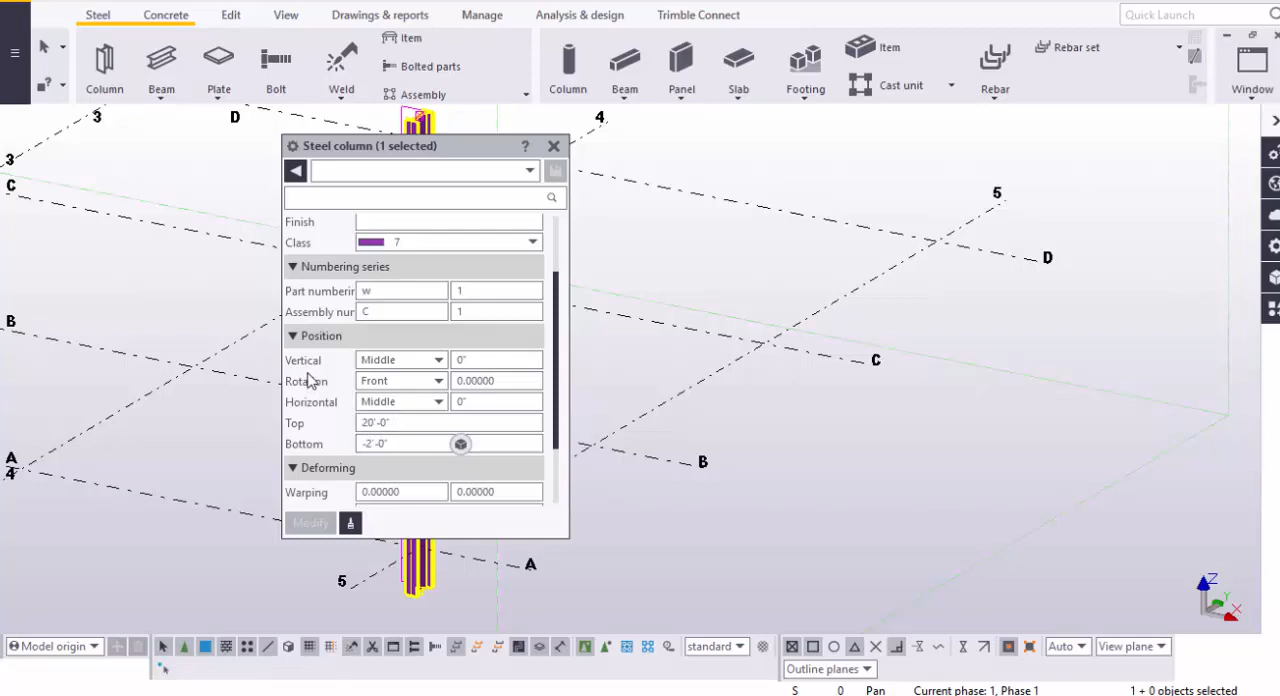 Steel Concrete Edit View Drawings & reports Manage Analysis & design Trimble Connect Quick Launch
Item
Item Rebar set
Bolted parts
Column Beam Plate Bolt Weld Column Beam Panel Slab Footing Cast unit Rebar Window
Assembly
3 D 4
3
C
5
D
B
C
A
4
B
5 A
Steel column (1 selected) ?
Finish
Class 7
Numbering series
Part numberir w 1
Assembly nur C 1
Position
Vertical Middle 0"
Rotation Front 0.00000
Horizontal Middle 0"
Top 20'-0"
Bottom -2'-0"
Deforming
Warping 0.00000 0.00000
Modify
Z
Y
X
Model origin standard Auto View plane
Outline planes
S 0 Pan Current phase: 1, Phase 1 1 + 0 objects selected